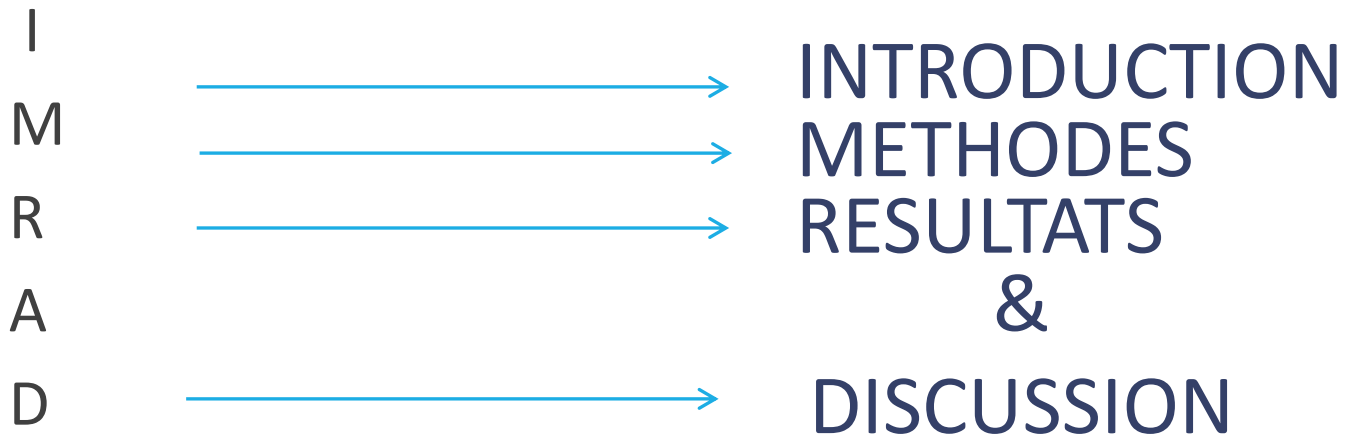 I
M
R
A
D
INTRODUCTION
METHODES
RESULTATS
&
DISCUSSION